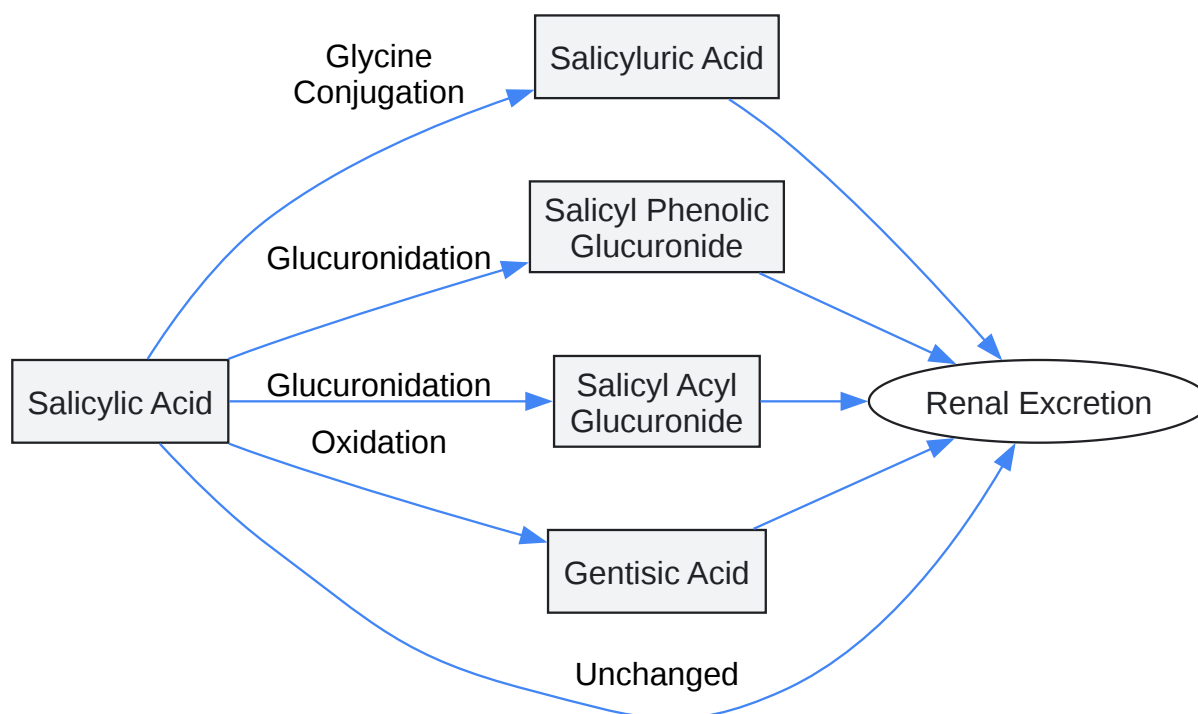 Glycine
Conjugation
Salicyluric Acid
Salicyl Phenolic
Glucuronide
Glucuronidation
Salicylic Acid
Glucuronidation
Salicyl Acyl
Glucuronide
Renal Excretion
Oxidation
Gentisic Acid
Unchanged